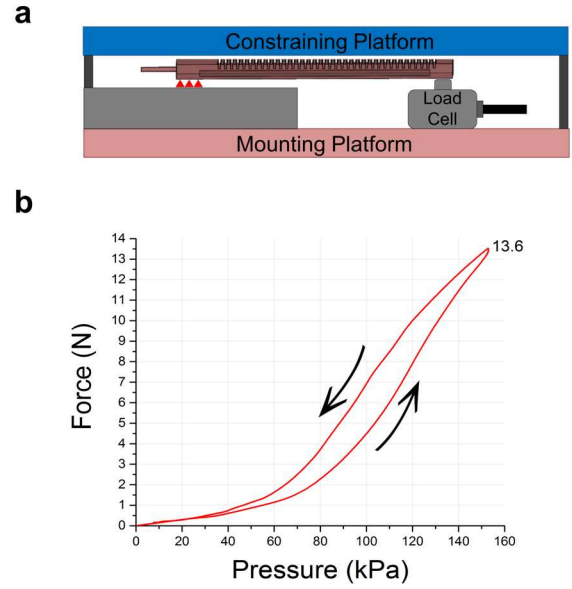 a
Constraining Platform
Load
Cell
Mounting Platform
b
14
13
12
11
10
9
8
7
6
5
4
3
2
1
0
13.6
Force (N)
0 20 40 60 80 100 120 140 160
Pressure (kPa)